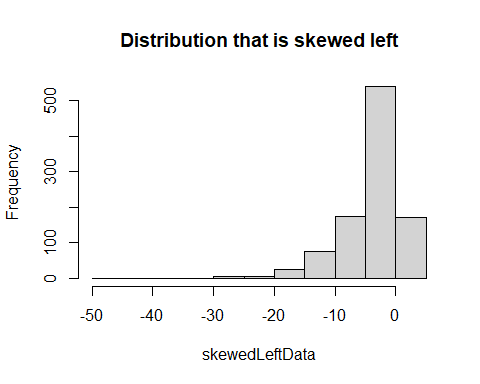 Distribution that is skewed left
Frequency
500
300
100
0
-50 -40 -30 -20 -10 0
skewedLeftData